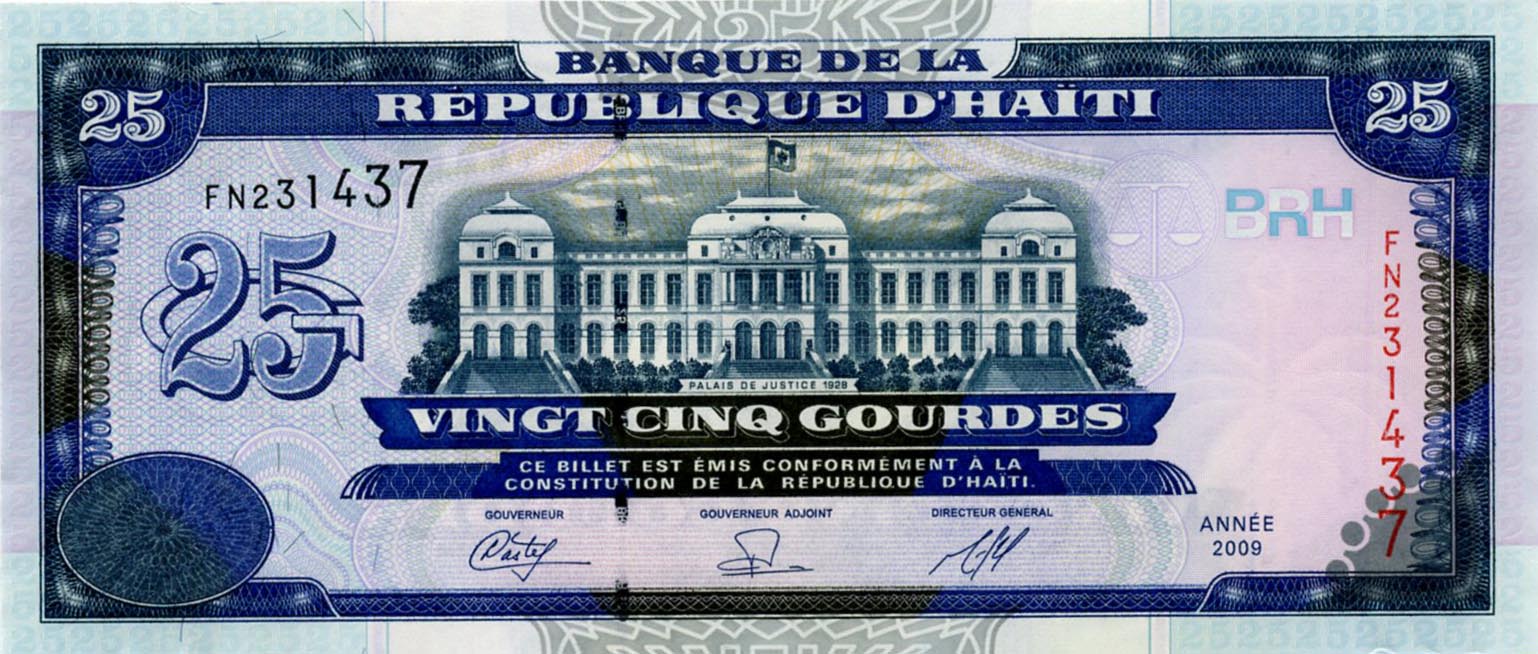 BANQUE DE LA
RÉPUBLIQUE D'HAÏTI
25
25
FN231437
BRH
25
FN231437
PALAIS DE JUSTICE 1928
VINGT CINQ GOURDES
CE BILLET EST ÉMIS CONFORMÉMENT À LA
CONSTITUTION DE LA RÉPUBLIQUE D'HAÏTI.
GOUVERNEUR
GOUVERNEUR ADJOINT
DIRECTEUR GÉNÉRAL
ANNÉE
2009